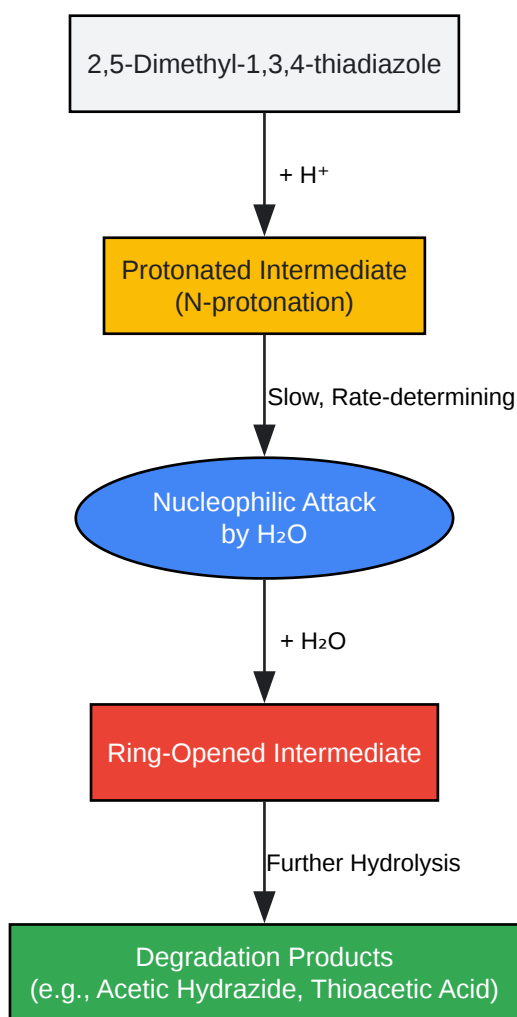 2,5-Dimethyl-1,3,4-thiadiazole
+ H⁺
Protonated Intermediate
(N-protonation)
Slow, Rate-determining
Nucleophilic Attack
by H₂O
+ H₂O
Ring-Opened Intermediate
Further Hydrolysis
Degradation Products
(e.g., Acetic Hydrazide, Thioacetic Acid)